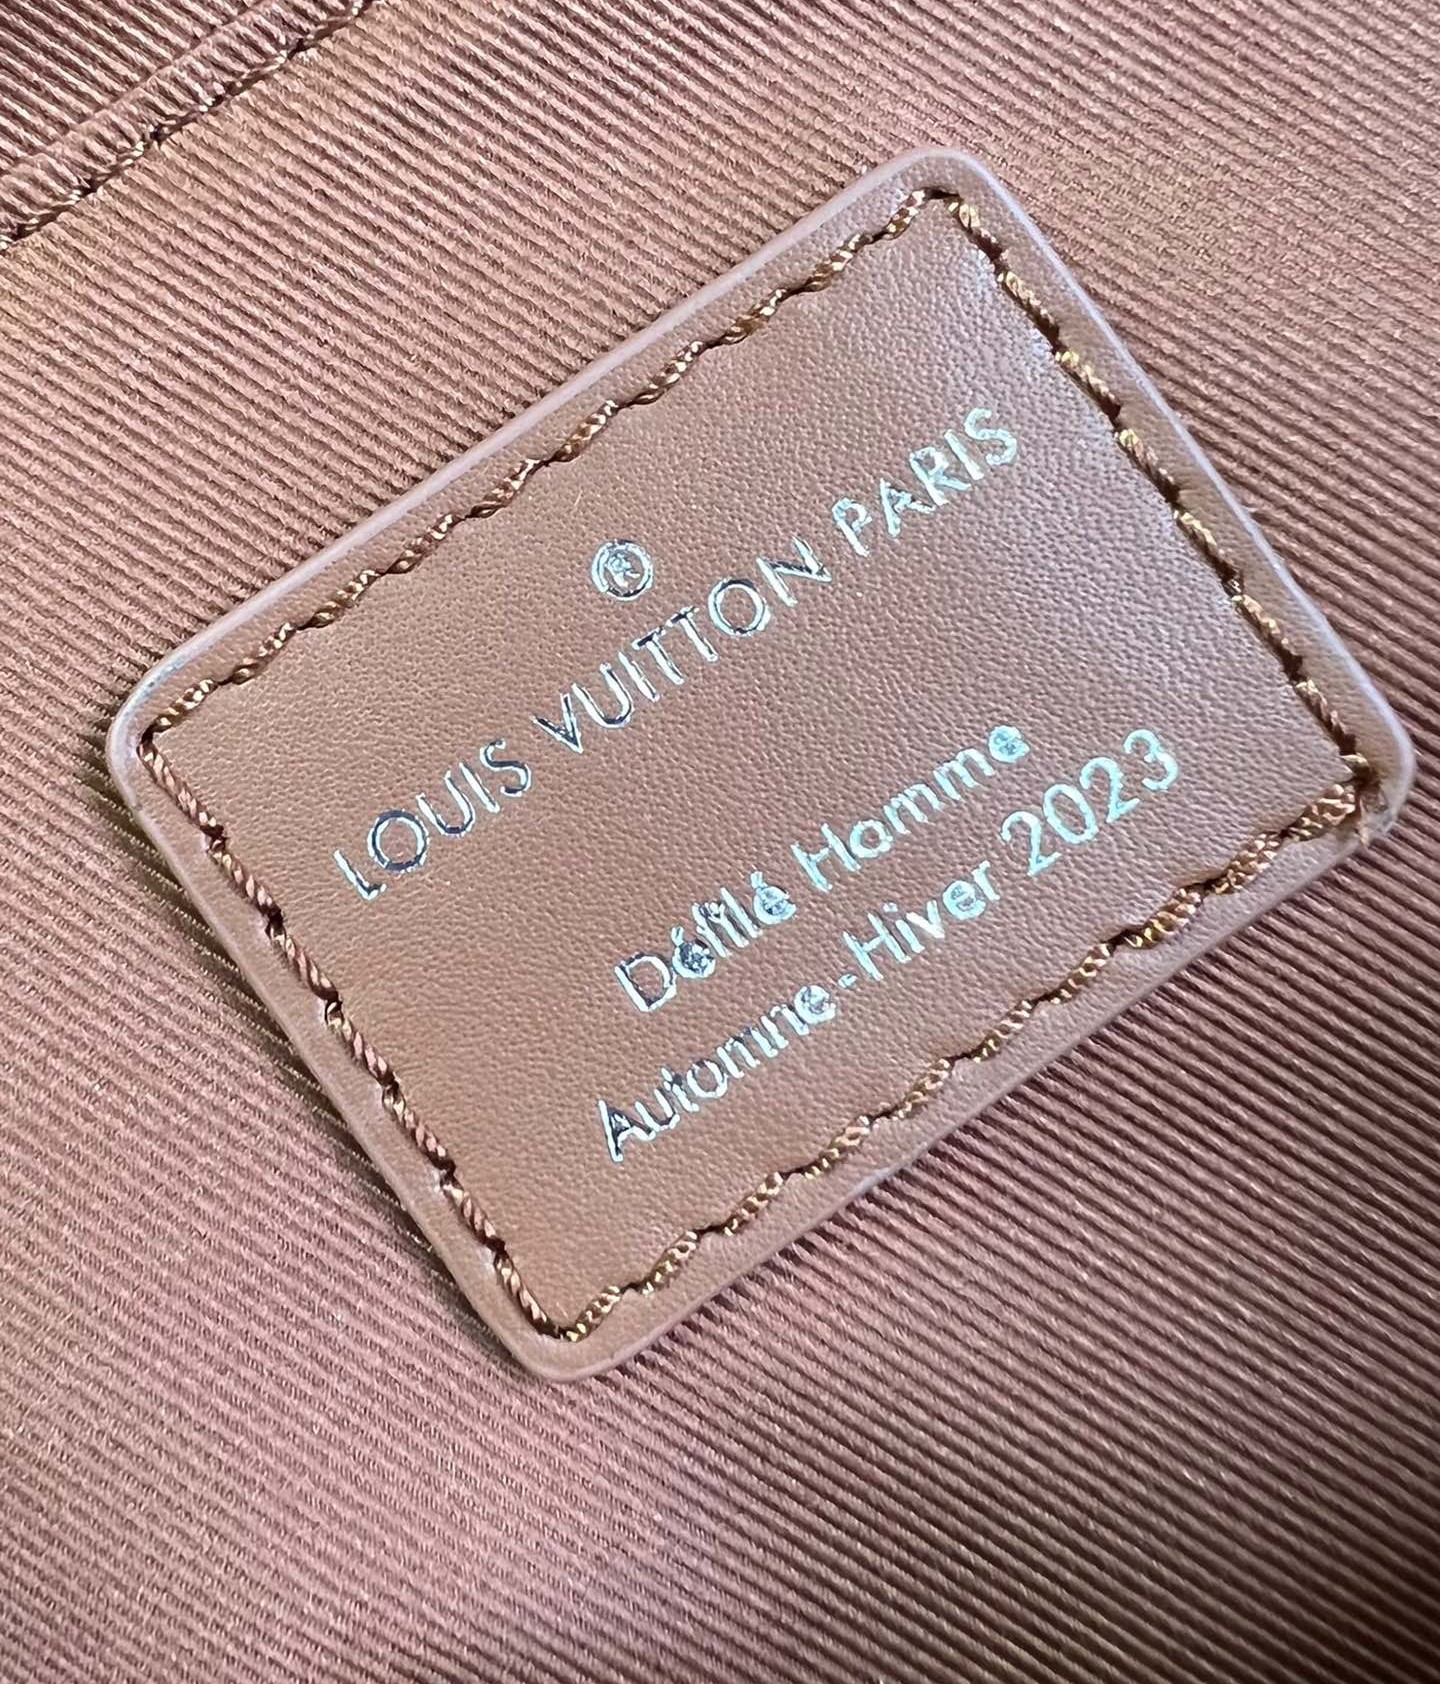 ®
LOUIS VUITTON PARIS
Défilé Homme
Automne-Hiver 2023